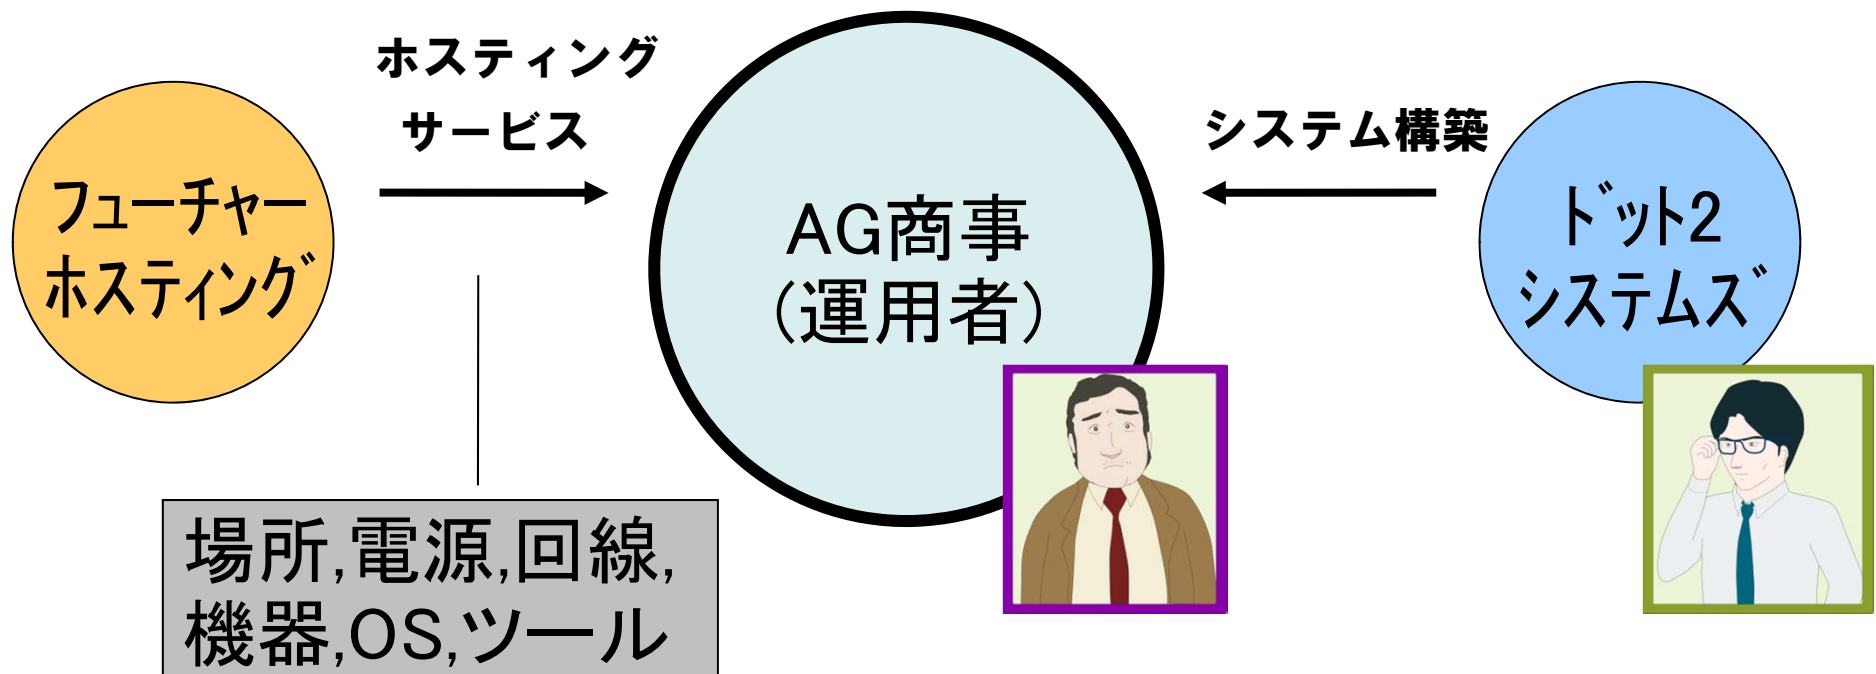 ホスティング
サービス
フューチャー
ホスティング
AG商事
(運用者)
システム構築
ドット2
システムズ
場所,電源,回線,
機器,OS,ツール